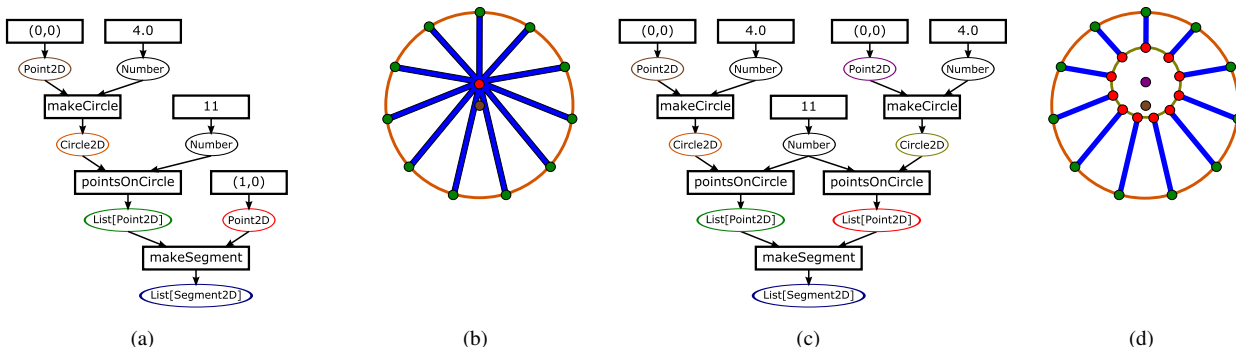 (0,0) 4.0
Point2D Number
makeCircle 11
Circle2D Number
pointsOnCircle (1,0)
List[Point2D] Point2D
makeSegment
List[Segment2D]
(a)
(b)
(0,0) 4.0 (0,0) 4.0
Point2D Number Point2D Number
makeCircle 11 makeCircle
Circle2D Number Circle2D
pointsOnCircle pointsOnCircle
List[Point2D] List[Point2D]
makeSegment
List[Segment2D]
(c)
(d)